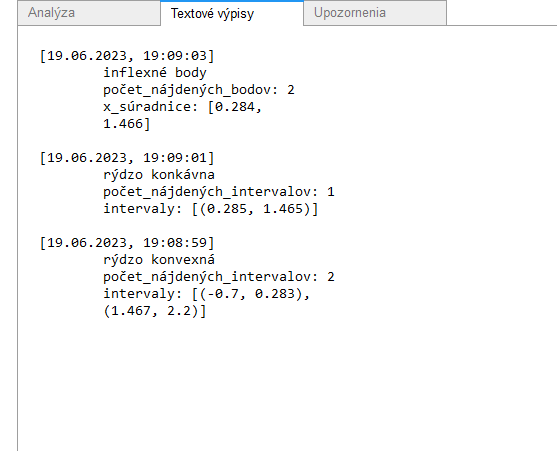 Analýza
Textové výpisy
Upozornenia
[19.06.2023, 19:09:03]
inflexné body
počet_nájdených_bodov: 2
x_súradnice: [0.284,
1.466]
[19.06.2023, 19:09:01]
rýdzo konkávna
počet_nájdených_intervalov: 1
intervaly: [(0.285, 1.465)]
[19.06.2023, 19:08:59]
rýdzo konvexná
počet_nájdených_intervalov: 2
intervaly: [(-0.7, 0.283),
(1.467, 2.2)]